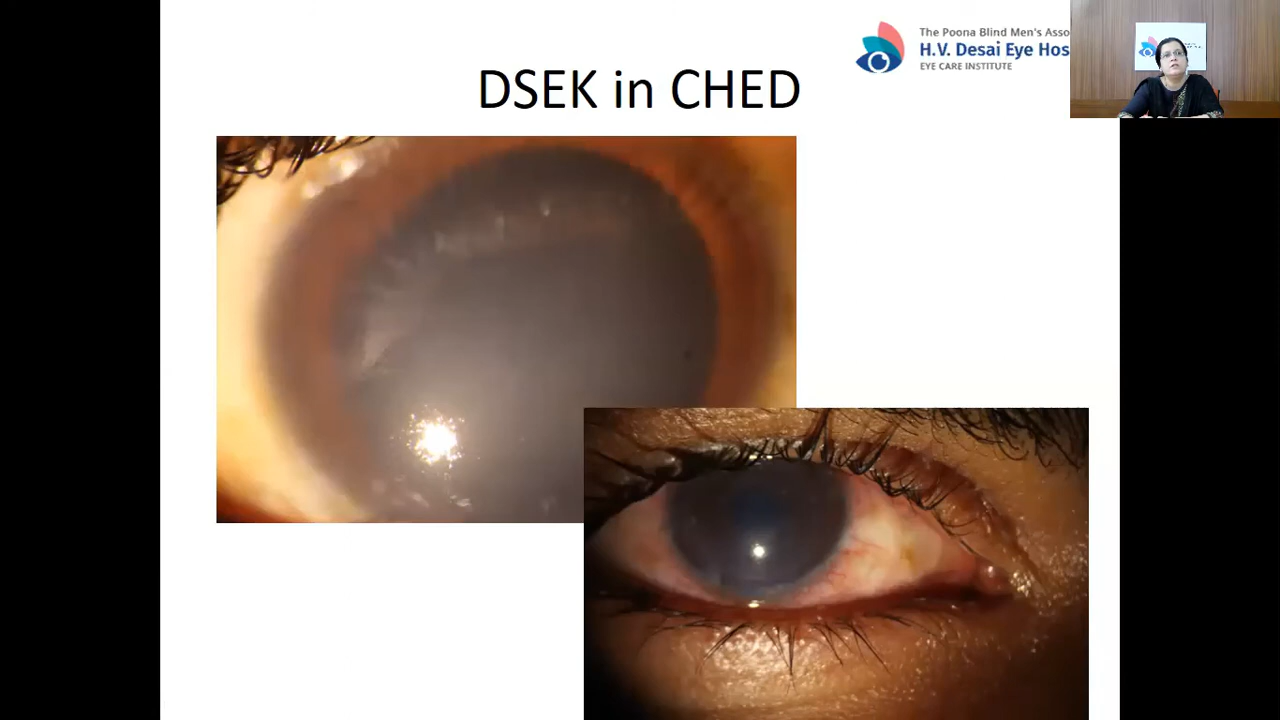 The Poona Blind Men's Asso
H.V. Desai Eye Hos
EYE CARE INSTITUTE
DSEK in CHED